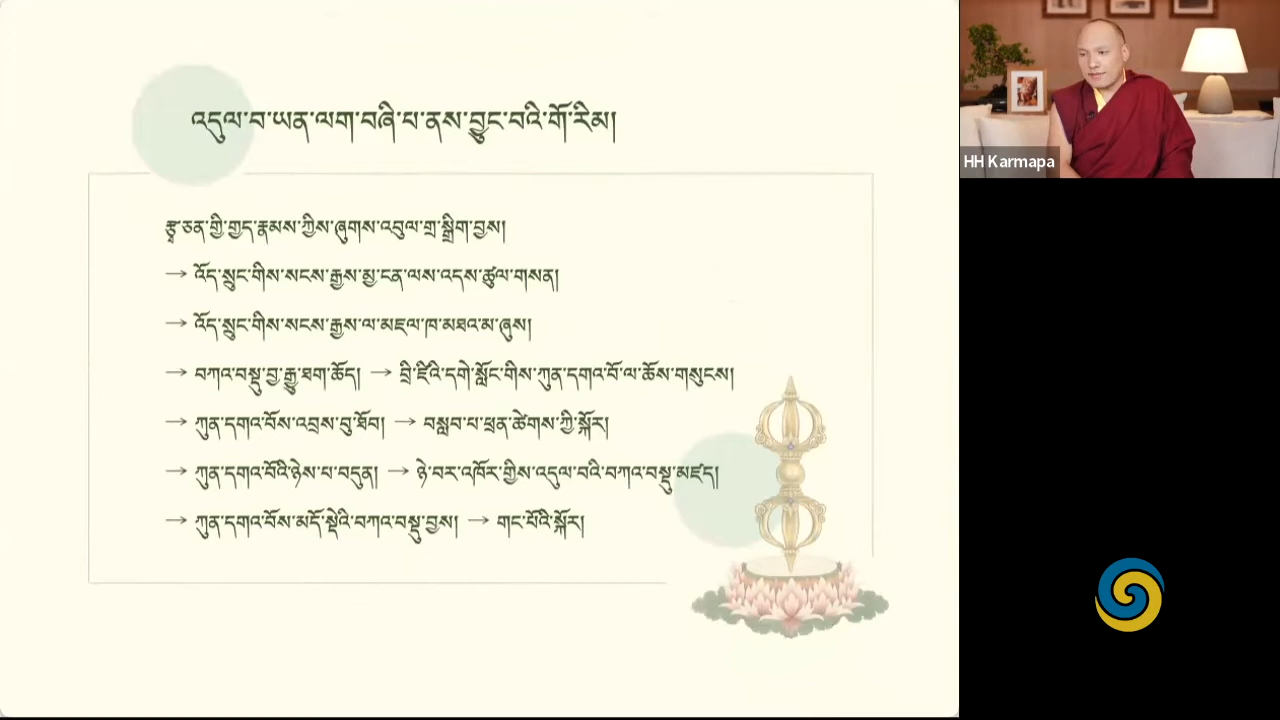 འདུལ་བ་ཡན་ལག་བཞི་པ་ནས་བྱུང་བའི་གོ་རིམ།
རྩྭ་ཅན་གྱི་གྱད་རྣམས་ཀྱིས་ཞུགས་འབུལ་གྲ་སྒྲིག་བྱས།
→ འོད་སྲུང་གིས་སངས་རྒྱས་མྱ་ངན་ལས་འདས་ཚུལ་གསན།
→ འོད་སྲུང་གིས་སངས་རྒྱས་ལ་མཇལ་ཁ་མཐའ་མ་ཞུས།
→ བཀའ་བསྡུ་བྱ་རྒྱུ་ཐག་ཆོད། → བྲི་ཛིའི་དགེ་སློང་གིས་ཀུན་དགའ་བོ་ལ་ཆོས་གསུངས།
→ ཀུན་དགའ་བོས་འབྲས་བུ་ཐོབ། → བསླབ་པ་ཕྲན་ཚེགས་ཀྱི་སྐོར།
→ ཀུན་དགའ་བོའི་ཉེས་པ་བདུན། → ཉེ་བར་འཁོར་གྱིས་འདུལ་བའི་བཀའ་བསྡུ་མཛད།
→ ཀུན་དགའ་བོས་མདོ་སྡེའི་བཀའ་བསྡུ་བྱས། → གང་པོའི་སྐོར།
HH Karmapa